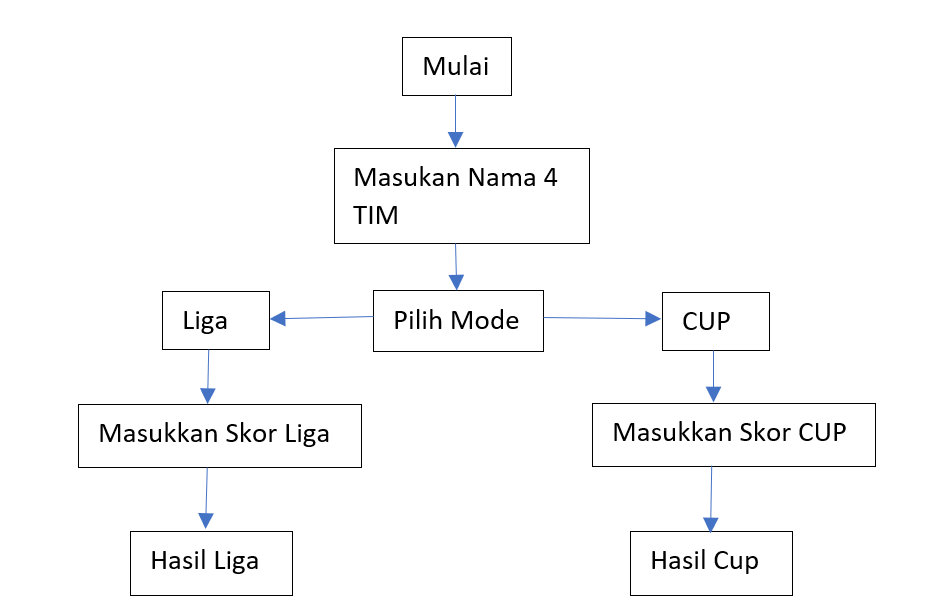 Mulai
Masukan Nama 4
TIM
Liga
Pilih Mode
CUP
Masukkan Skor Liga
Masukkan Skor CUP
Hasil Liga
Hasil Cup